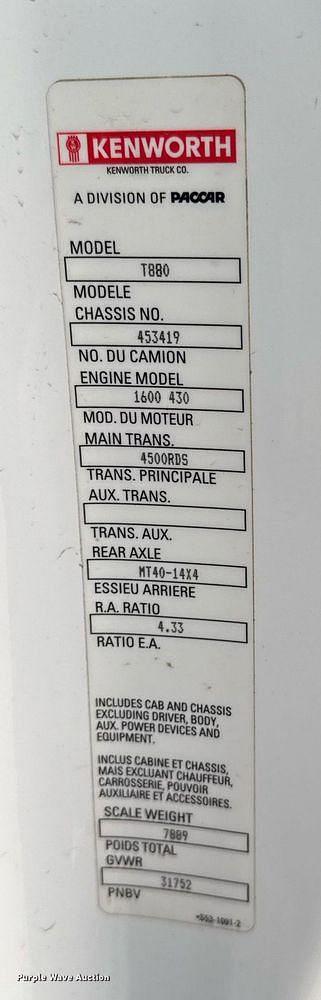 KENWORTH
KENWORTH TRUCK CO.
A DIVISION OF PACCAR
MODEL
T880
MODELE
CHASSIS NO.
453419
NO. DU CAMION
ENGINE MODEL
1600 430
MOD. DU MOTEUR
MAIN TRANS.
4500RDS
TRANS. PRINCIPALE
AUX. TRANS.
TRANS. AUX.
REAR AXLE
MT40-14X4
ESSIEU ARRIERE
R.A. RATIO
4.33
RATIO E.A.
INCLUDES CAB AND CHASSIS
EXCLUDING DRIVER, BODY,
AUX. POWER DEVICES AND
EQUIPMENT.
INCLUS CABINE ET CHASSIS,
MAIS EXCLUANT CHAUFFEUR,
CARROSSERIE, POUVOIR
AUXILIAIRE ET ACCESSOIRES.
SCALE WEIGHT
7889
POIDS TOTAL
GVWR
31752
PNBV
Purple Wave Auction